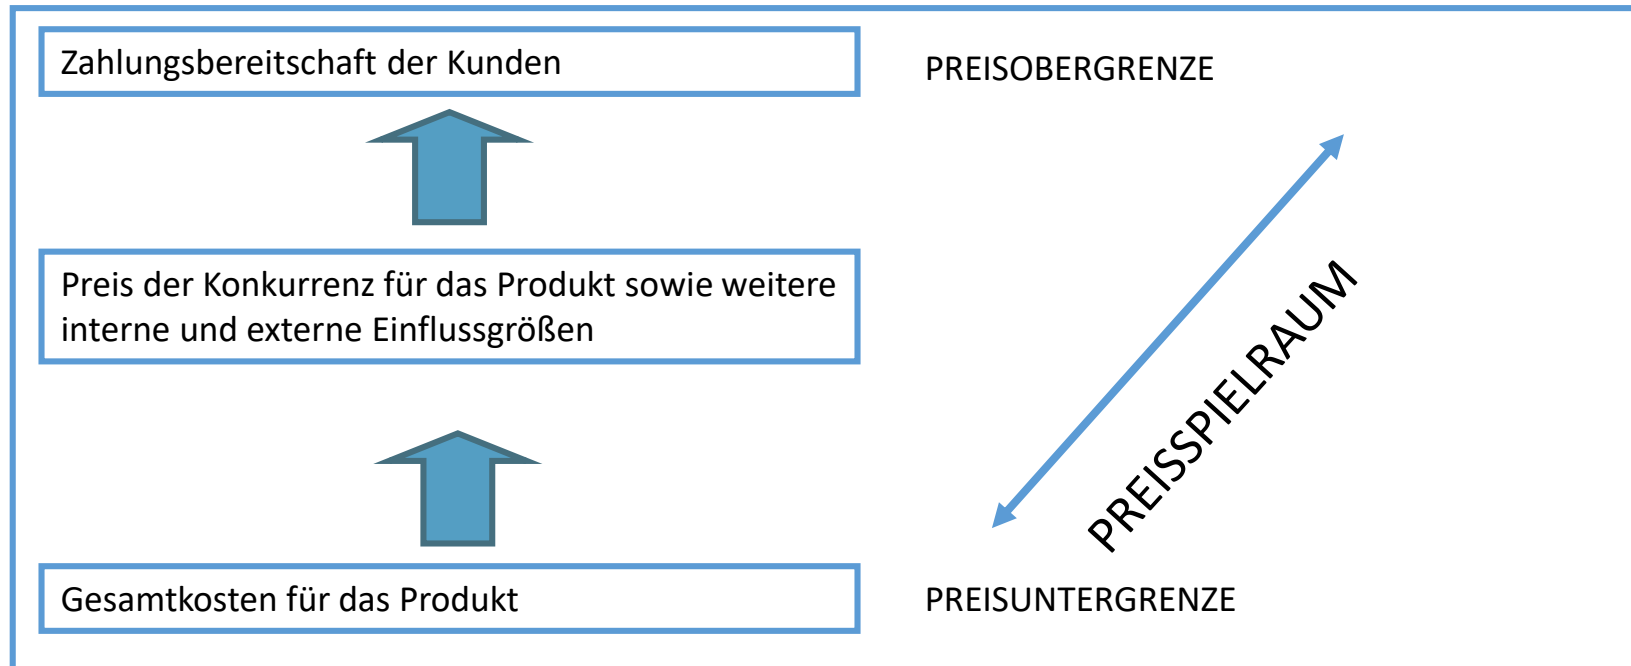 Zahlungsbereitschaft der Kunden
PREISOBERGRENZE
Preis der Konkurrenz für das Produkt sowie weitere
interne und externe Einflussgrößen
PREISSPIELRAUM
Gesamtkosten für das Produkt
PREISUNTERGRENZE